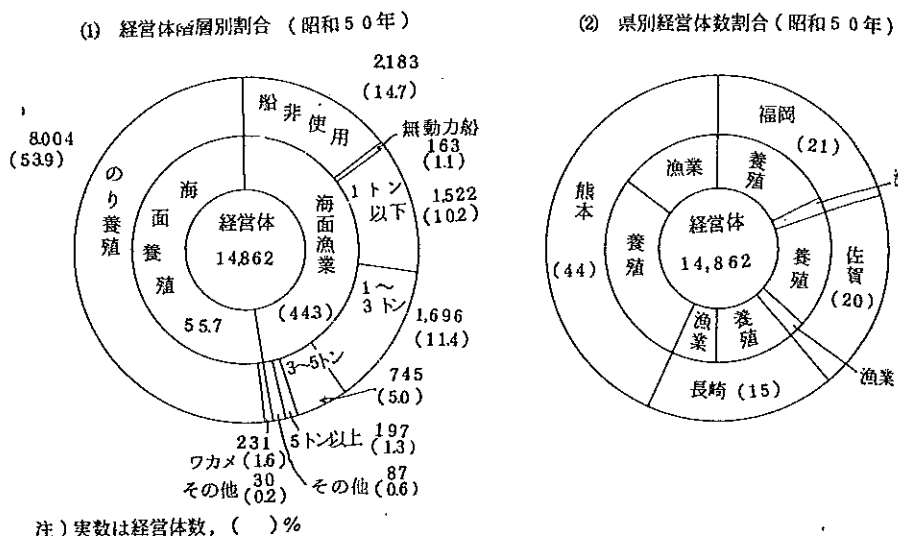 (1) 経営体階層別割合 (昭和50年)
2,183
(14.7)
船非使用
無動力船
163
(1.1)
1トン以下
1,522
(10.2)
1~3トン
1,696
(11.4)
3~5トン
745
(5.0)
5トン以上
197
(1.3)
その他
87
(0.6)
その他
30
(0.2)
ワカメ
231
(1.6)
8,004
(53.9)
のり養殖
海面養殖
55.7
海面漁業
(44.3)
経営体
14,862
注)実数は経営体数, ( )%
(2) 県別経営体数割合(昭和50年)
福岡
(21)
養殖
佐賀
(20)
養殖
漁業
長崎(15)
養殖
漁業
熊本
(44)
養殖
漁業
経営体
14,862